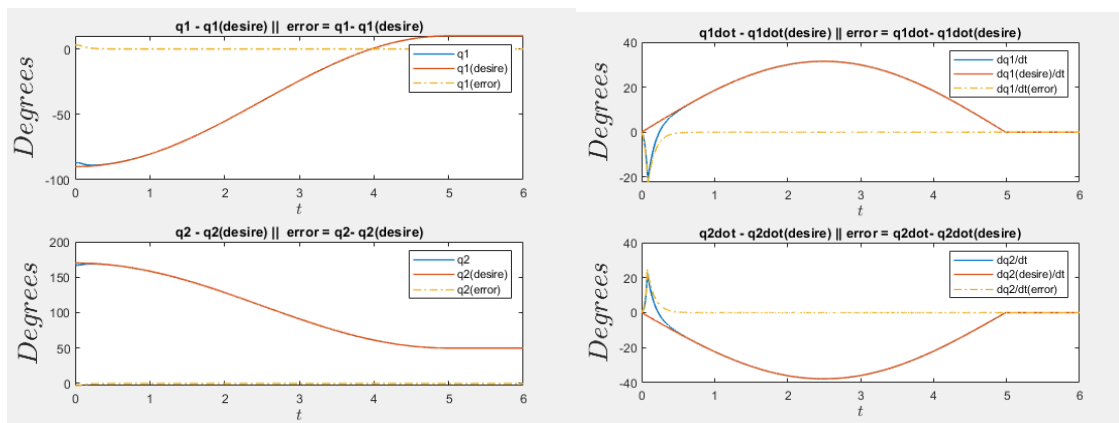 q1 - q1(desire) || error = q1- q1(desire)
Degrees
0
-50
-100
q1
q1(desire)
q1(error)
0 1 2 3 4 5 6
t
q2 - q2(desire) || error = q2- q2(desire)
Degrees
200
150
100
50
0
q2
q2(desire)
q2(error)
0 1 2 3 4 5 6
t
q1dot - q1dot(desire) || error = q1dot- q1dot(desire)
Degrees
40
20
0
-20
dq1/dt
dq1(desire)/dt
dq1/dt(error)
0 1 2 3 4 5 6
t
q2dot - q2dot(desire) || error = q2dot- q2dot(desire)
Degrees
40
20
0
-20
-40
dq2/dt
dq2(desire)/dt
dq2/dt(error)
0 1 2 3 4 5 6
t